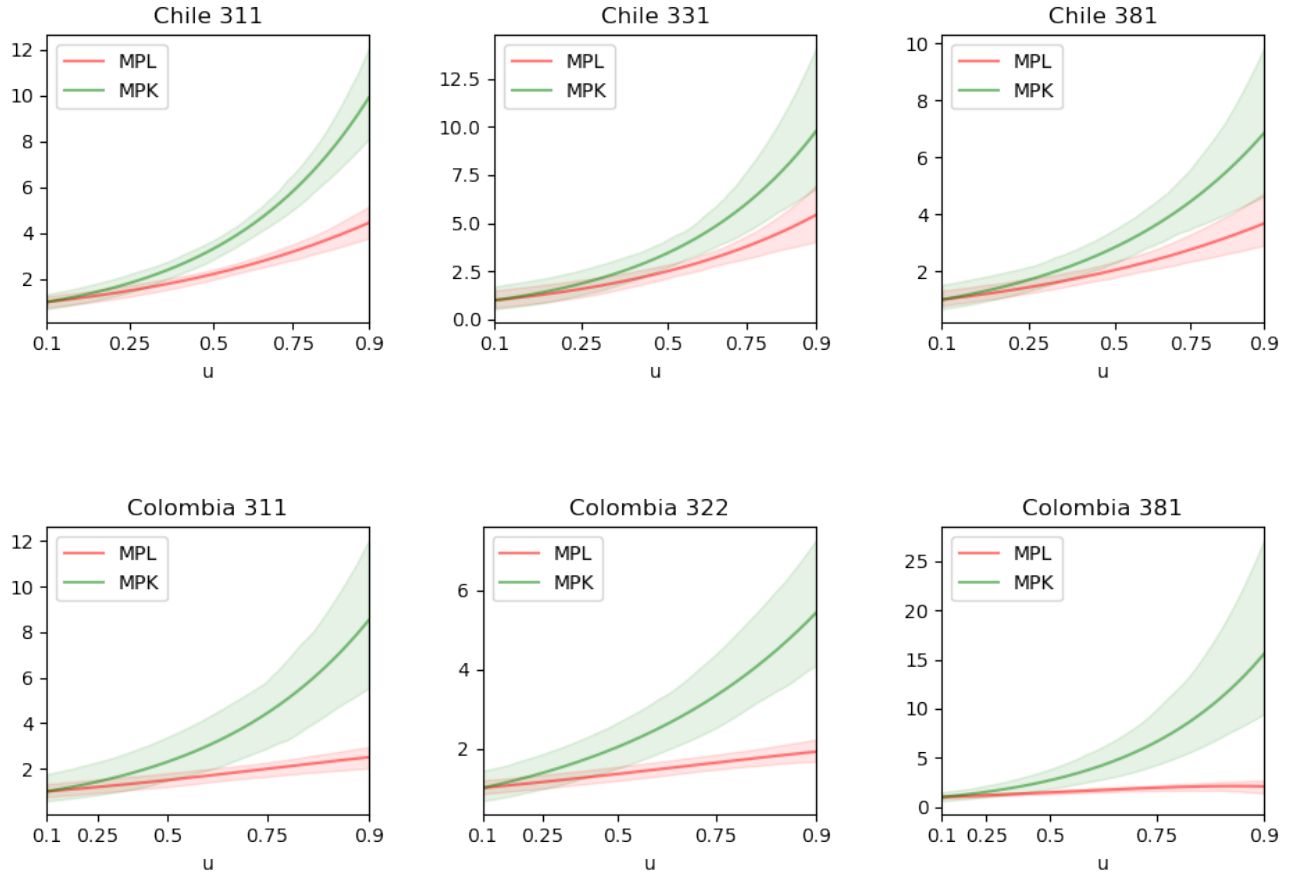 Chile 311
MPL
MPK
12
10
8
6
4
2
0.1 0.25 0.5 0.75 0.9
u
Chile 331
MPL
MPK
12.5
10.0
7.5
5.0
2.5
0.0
0.1 0.25 0.5 0.75 0.9
u
Chile 381
MPL
MPK
10
8
6
4
2
0.1 0.25 0.5 0.75 0.9
u
Colombia 311
MPL
MPK
12
10
8
6
4
2
0.1 0.25 0.5 0.75 0.9
u
Colombia 322
MPL
MPK
6
4
2
0.1 0.25 0.5 0.75 0.9
u
Colombia 381
MPL
MPK
25
20
15
10
5
0
0.1 0.25 0.5 0.75 0.9
u